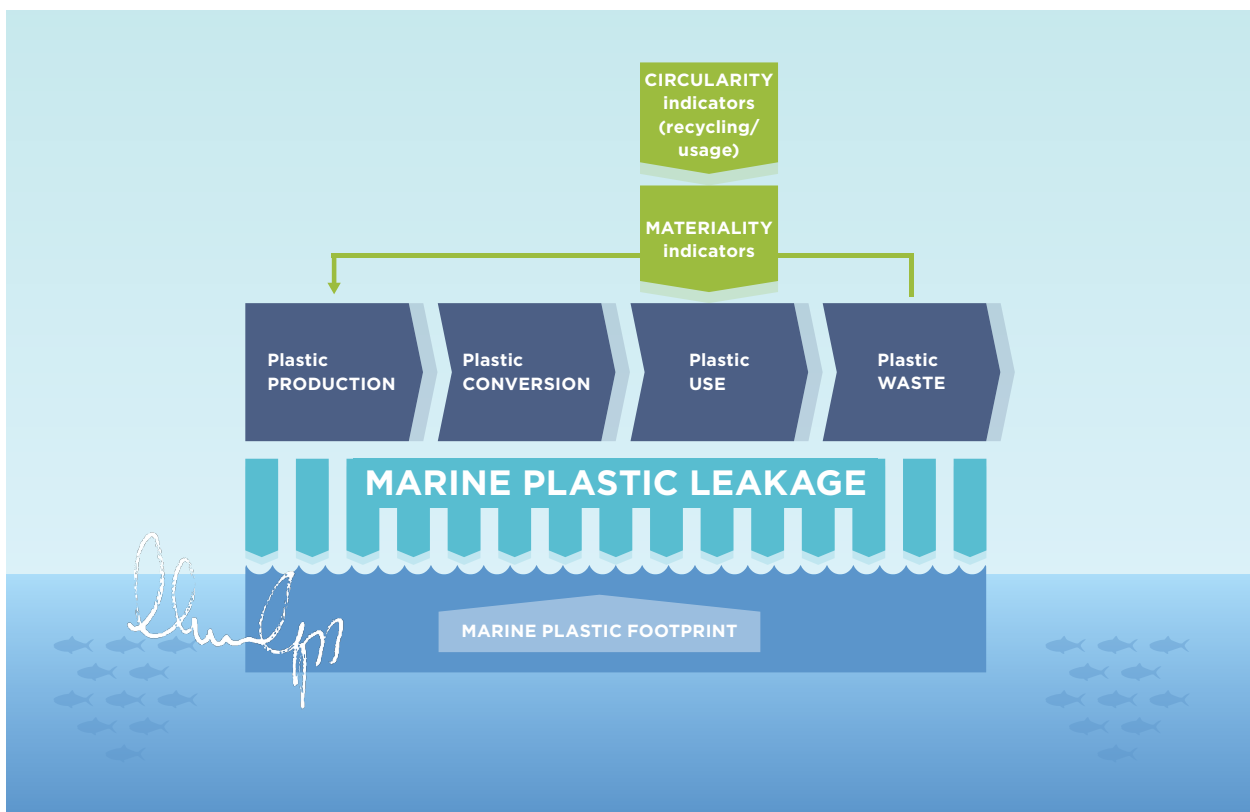 CIRCULARITY
indicators
(recycling/
usage)
MATERIALITY
indicators
Plastic
PRODUCTION
Plastic
CONVERSION
Plastic
USE
Plastic
WASTE
MARINE PLASTIC LEAKAGE
MARINE PLASTIC FOOTPRINT